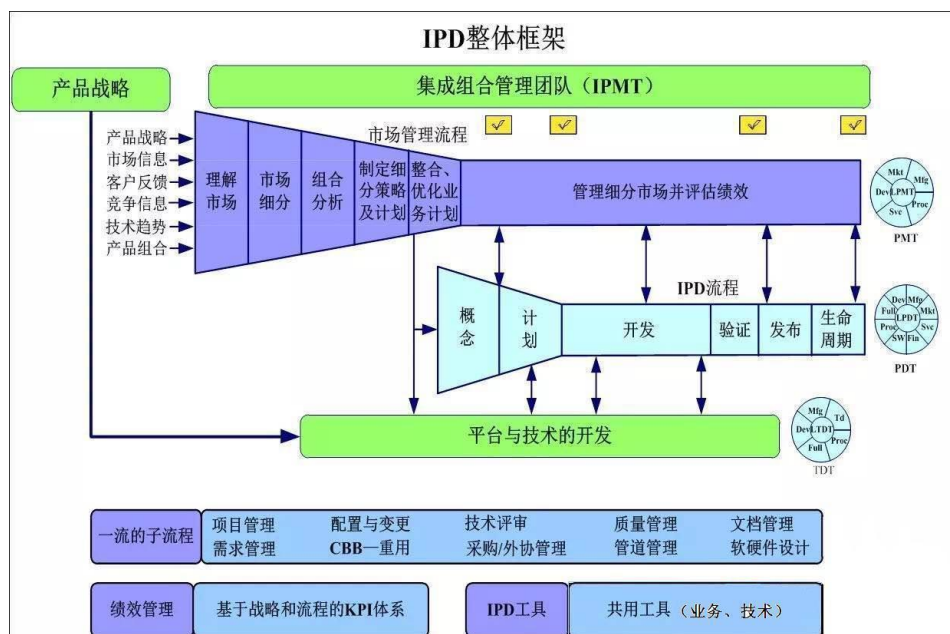 IPD整体框架
产品战略
集成组合管理团队（IPMT）
市场管理流程
产品战略
市场信息
客户反馈
竞争信息
技术趋势
产品组合
理解
市场
市场
细分
组合
分析
制定细
分策略
及计划
整合、
优化业
务计划
管理细分市场并评估绩效
Mkt
Mfg
Dev
LPMT
Proc
Svc
PMT
IPD流程
概
念
计
划
开发
验证
发布
生命
周期
Dev
Mfg
Full
Mkt
LPDT
Proc
Svc
SW
Fin
PDT
平台与技术的开发
Mfg
Td
Dev
LTDT
Proc
Full
TDT
一流的子流程
项目管理 配置与变更 技术评审 质量管理 文档管理
需求管理 CBB—重用 采购/外协管理 管道管理 软硬件设计
绩效管理
基于战略和流程的KPI体系
IPD工具
共用工具（业务、技术）